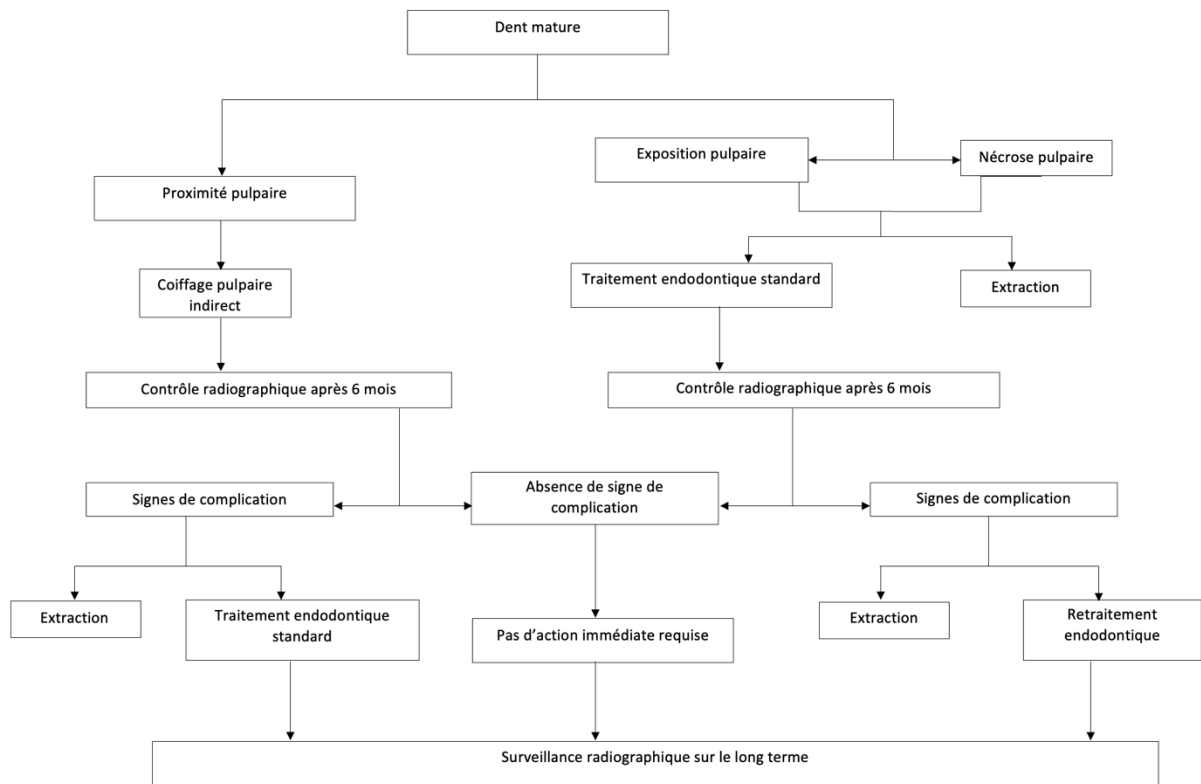 Dent mature
Exposition pulpaire
Nécrose pulpaire
Proximité pulpaire
Coiffage pulpaire
indirect
Traitement endodontique standard
Extraction
Contrôle radiographique après 6 mois
Contrôle radiographique après 6 mois
Signes de complication
Absence de signe de
complication
Signes de complication
Extraction
Traitement endodontique
standard
Pas d’action immédiate requise
Extraction
Retraitement
endodontique
Surveillance radiographique sur le long terme